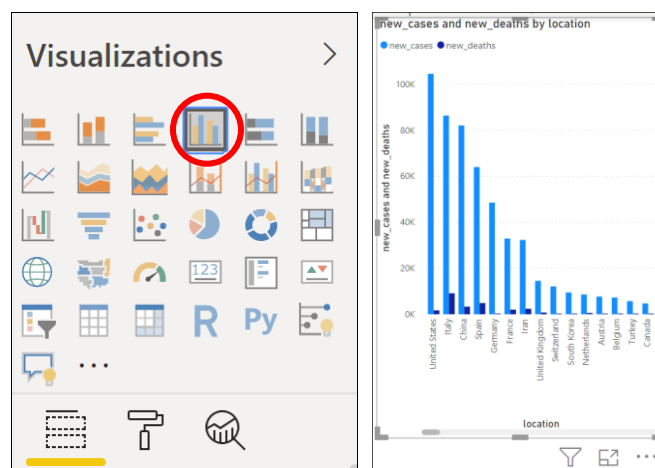 Visualizations
123
R
Py
new_cases and new_deaths by location
new_cases new_deaths
new_cases and new_deaths
100K
80K
60K
40K
20K
0K
United States
Italy
China
Spain
Germany
France
Iran
United Kingdom
Switzerland
South Korea
Netherlands
Austria
Belgium
Turkey
Canada
location